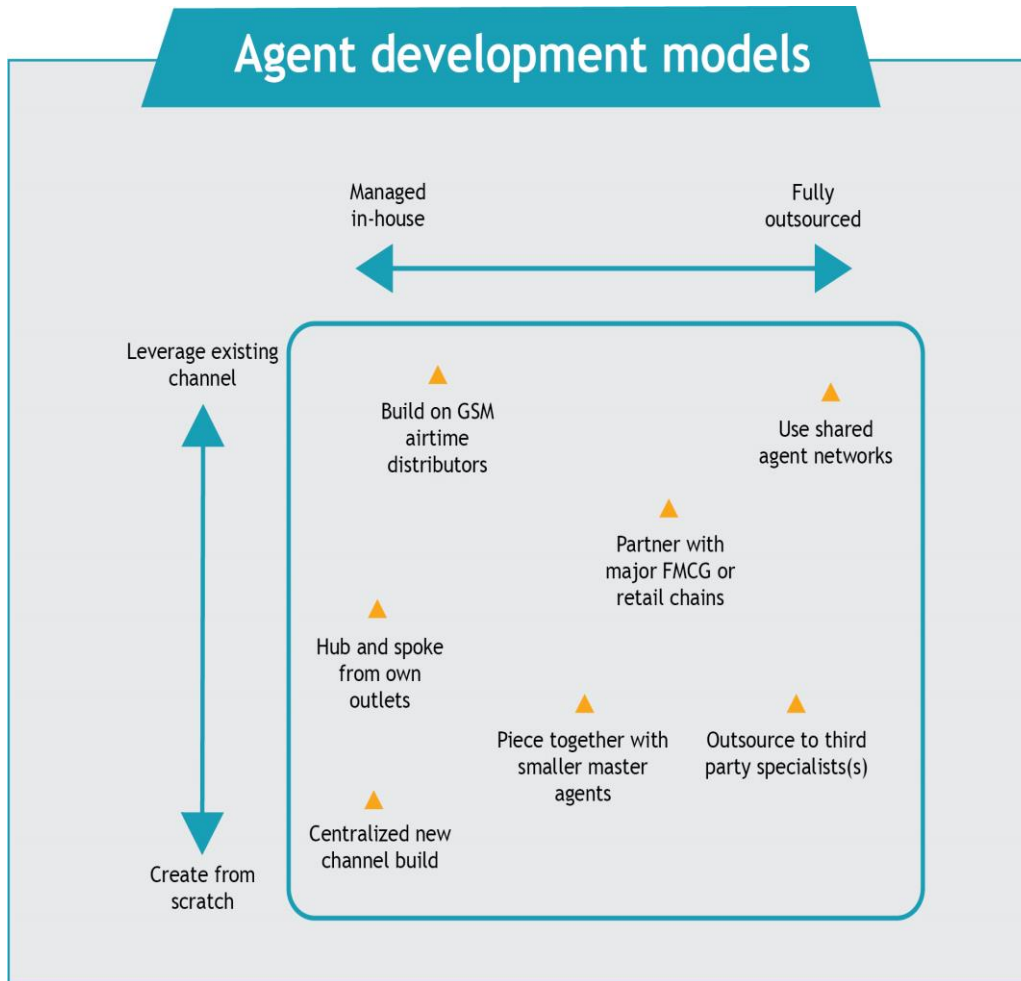 Agent development models
Managed
in-house
Fully
outsourced
Leverage existing
channel
Build on GSM
airtime
distributors
Use shared
agent networks
Partner with
major FMCG or
retail chains
Hub and spoke
from own
outlets
Piece together with
smaller master
agents
Outsource to third
party specialists(s)
Centralized new
channel build
Create from
scratch